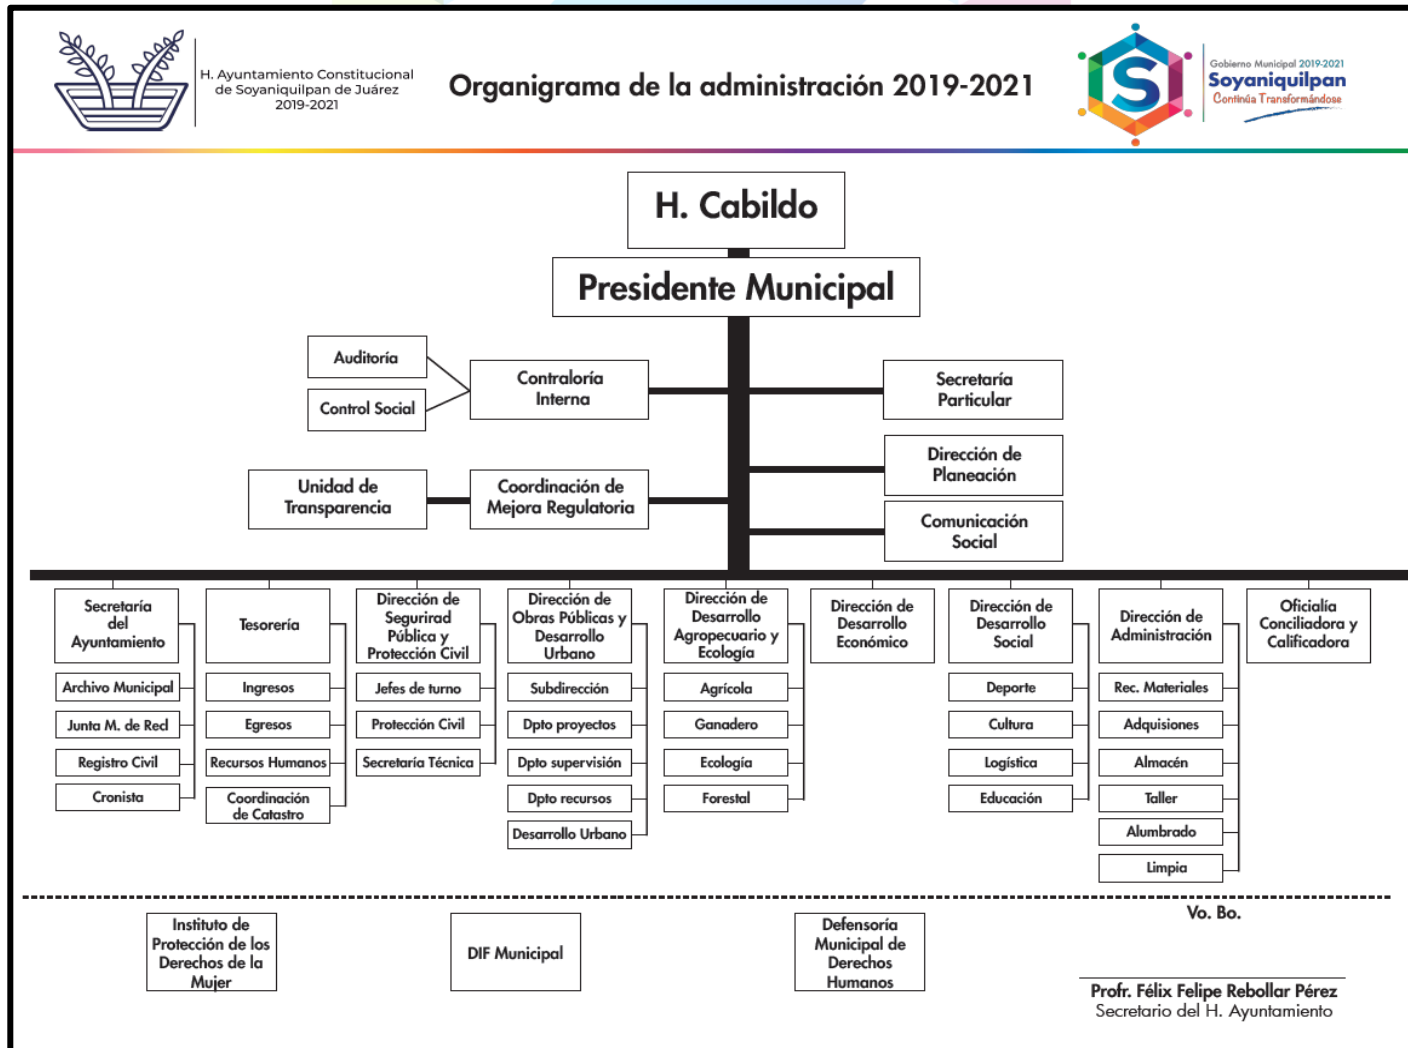 H. Ayuntamiento Constitucional
de Soyaniquilpan de Juárez
2019-2021
Organigrama de la administración 2019-2021
S
Gobierno Municipal 2019-2021
Soyaniquilpan
Continúa Transformándose
H. Cabildo
Presidente Municipal
Auditoría
Control Social
Contraloría
Interna
Secretaría
Particular
Dirección de
Planeación
Unidad de
Transparencia
Coordinación de
Mejora Regulatoria
Comunicación
Social
Secretaría
del
Ayuntamiento
Archivo Municipal
Junta M. de Red
Registro Civil
Cronista
Tesorería
Ingresos
Egresos
Recursos Humanos
Coordinación
de Catastro
Dirección de
Segurirad
Pública y
Protección Civil
Jefes de turno
Protección Civil
Secretaría Técnica
Dirección de
Obras Públicas y
Desarrollo
Urbano
Subdirección
Dpto proyectos
Dpto supervisión
Dpto recursos
Desarrollo Urbano
Dirección de
Desarrollo
Agropecuario y
Ecología
Agrícola
Ganadero
Ecología
Forestal
Dirección de
Desarrollo
Económico
Dirección de
Desarrollo
Social
Deporte
Cultura
Logística
Educación
Dirección de
Administración
Rec. Materiales
Adquisiones
Almacén
Taller
Alumbrado
Limpia
Oficialía
Conciliadora y
Calificadora
Instituto de
Protección de los
Derechos de la
Mujer
DIF Municipal
Defensoría
Municipal de
Derechos
Humanos
Vo. Bo.
Profr. Félix Felipe Rebollar Pérez
Secretario del H. Ayuntamiento